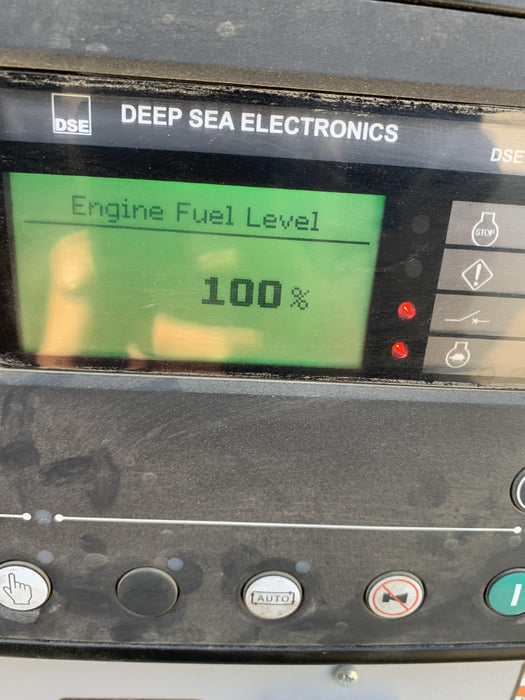 DSE
DEEP SEA ELECTRONICS
DSE
Engine Fuel Level
100%
STOP
AUTO
I